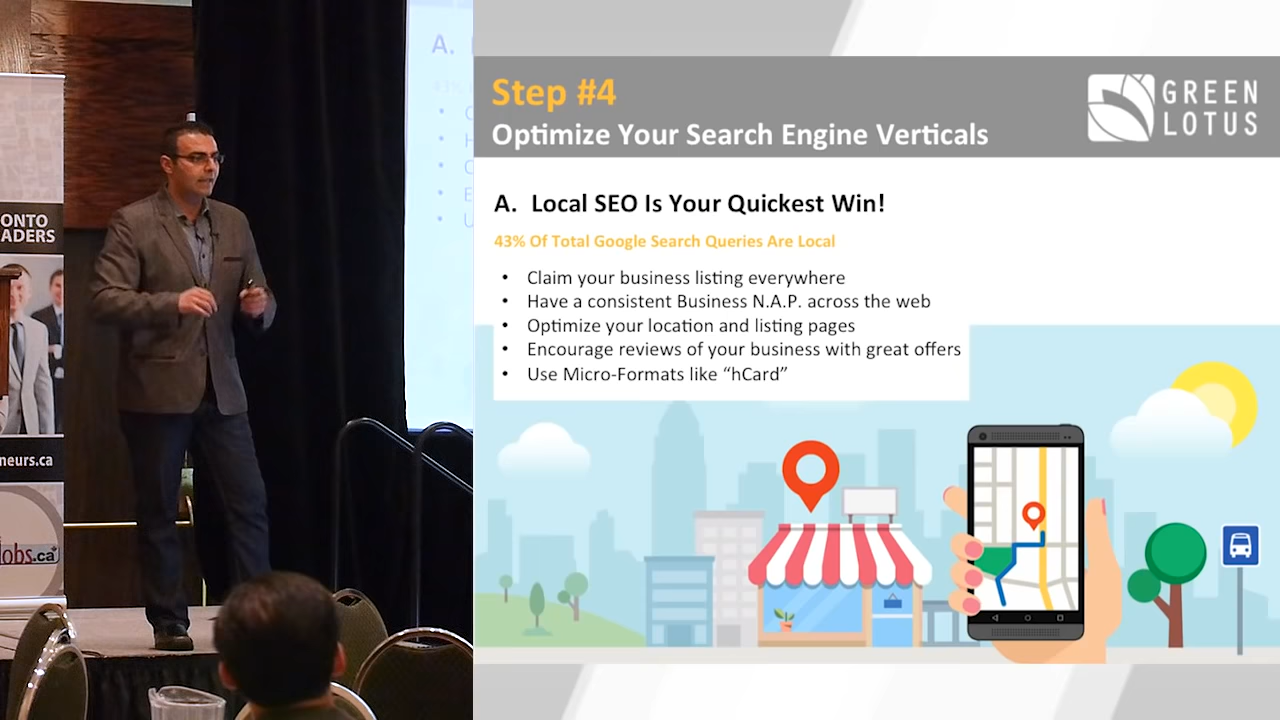 ONTO
ADERS
neurs.ca
Jobs.ca
A.
Step #4
Optimize Your Search Engine Verticals
GREEN
LOTUS
A. Local SEO Is Your Quickest Win!
43% Of Total Google Search Queries Are Local
• Claim your business listing everywhere
• Have a consistent Business N.A.P. across the web
• Optimize your location and listing pages
• Encourage reviews of your business with great offers
• Use Micro-Formats like “hCard”